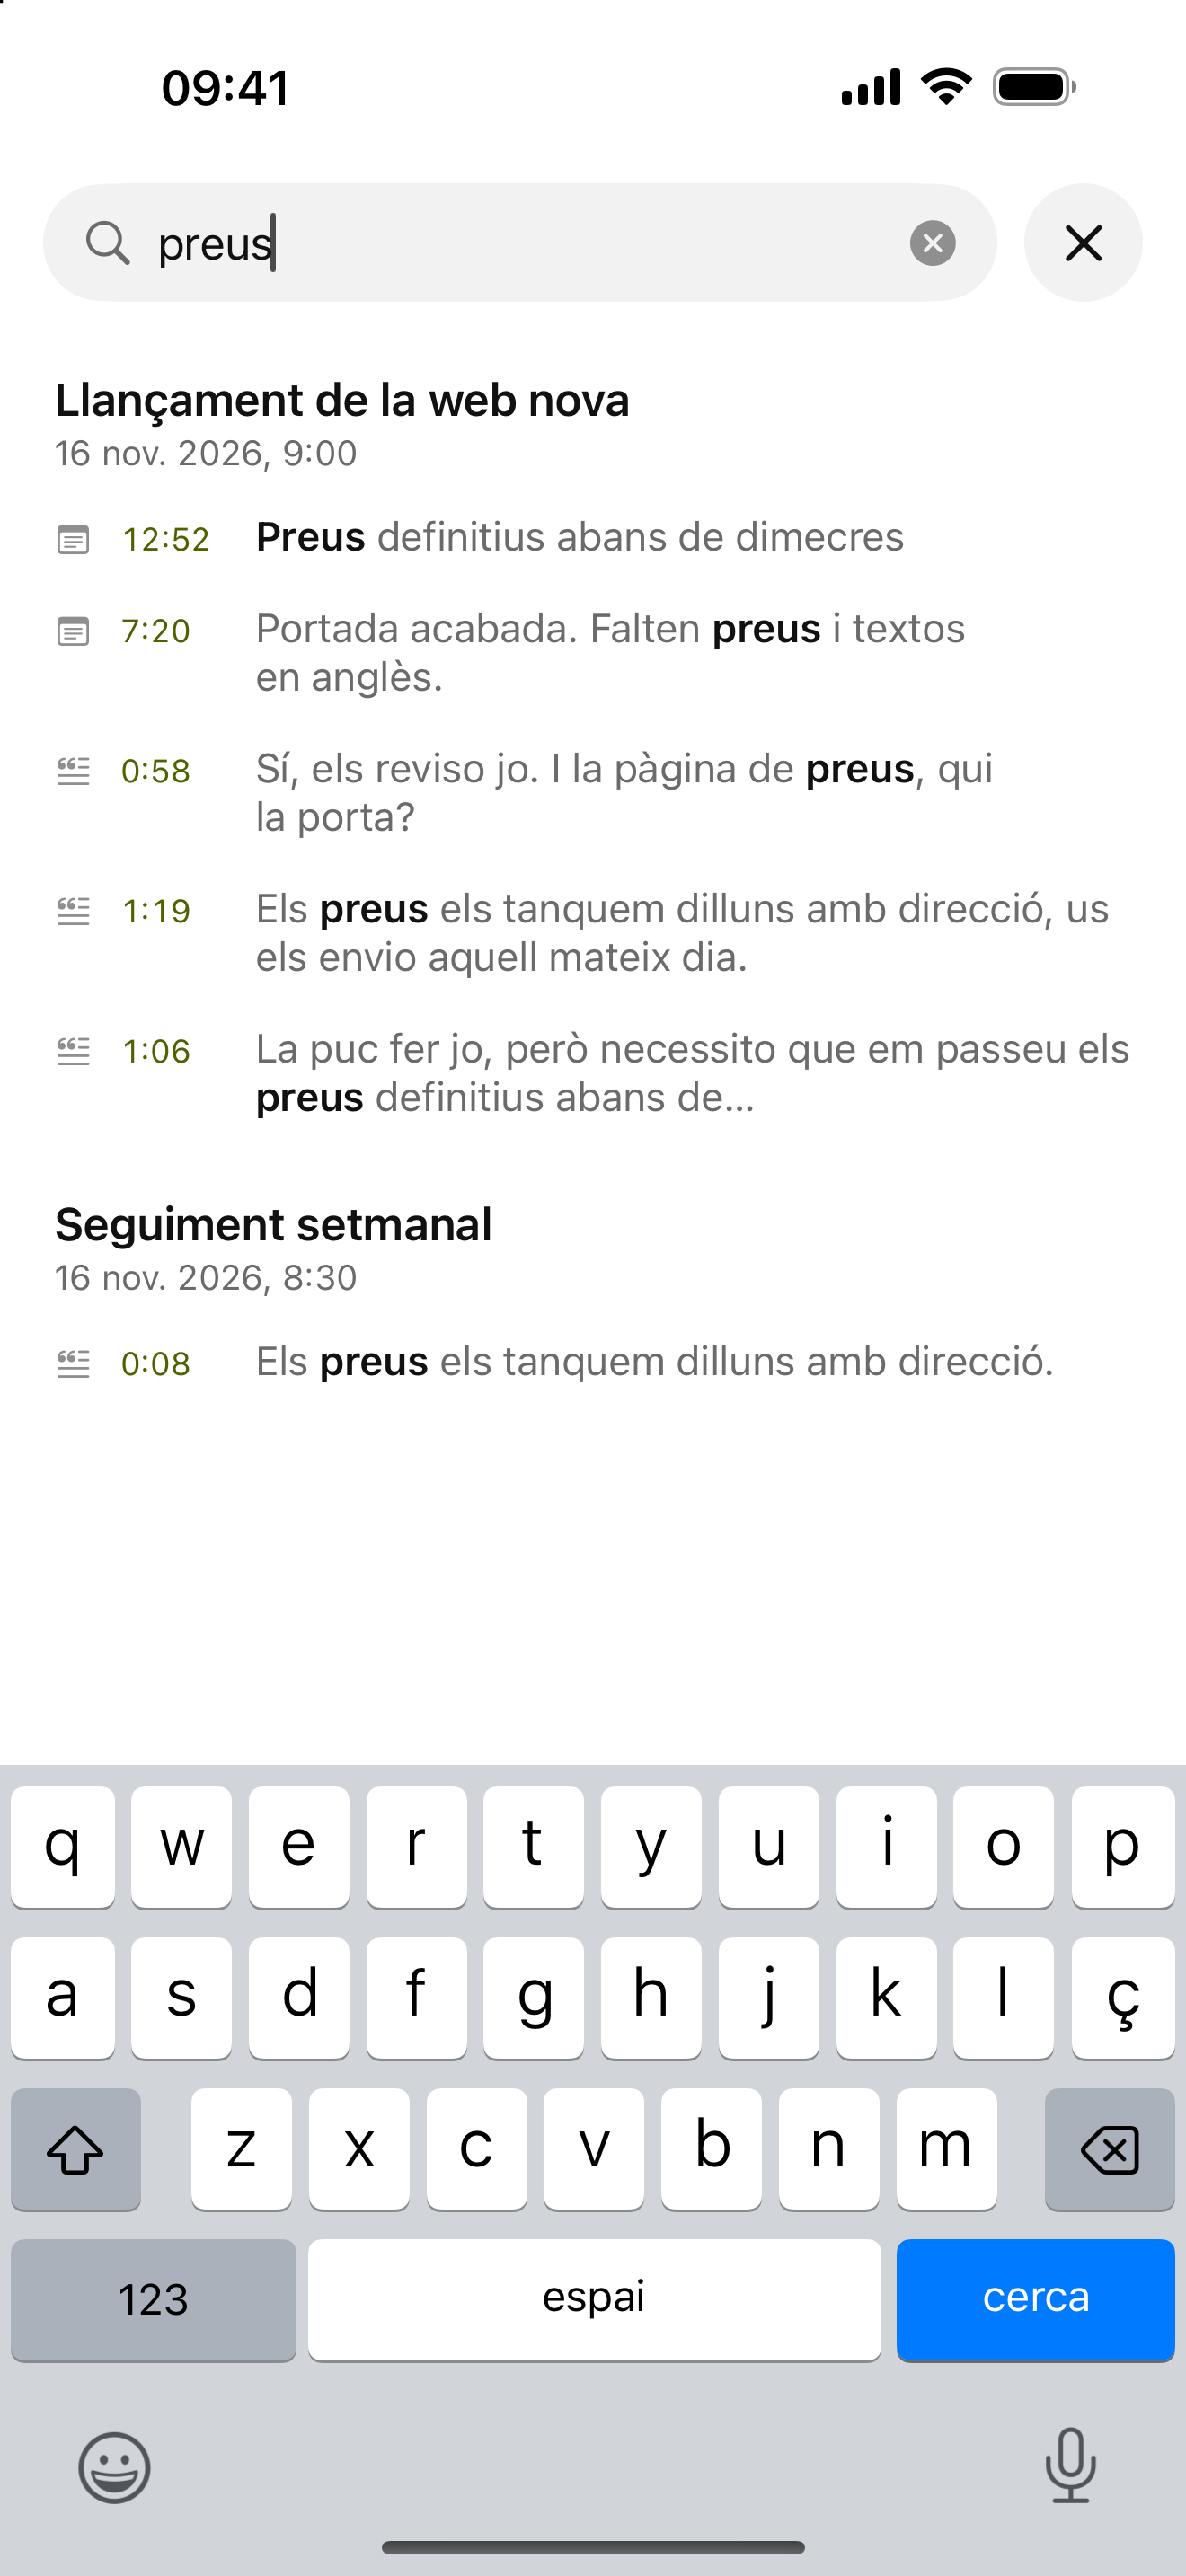 09:41
preus
Llançament de la web nova
16 nov. 2026, 9:00
12:52 Preus definitius abans de dimecres
7:20 Portada acabada. Falten preus i textos
en anglès.
0:58 Sí, els reviso jo. I la pàgina de preus, qui
la porta?
1:19 Els preus els tanquem dilluns amb direcció, us
els envio aquell mateix dia.
1:06 La puc fer jo, però necessito que em passeu els
preus definitius abans de...
Seguiment setmanal
16 nov. 2026, 8:30
0:08 Els preus els tanquem dilluns amb direcció.
q w e r t y u i o p
a s d f g h j k l ç
z x c v b n m
123 espai cerca